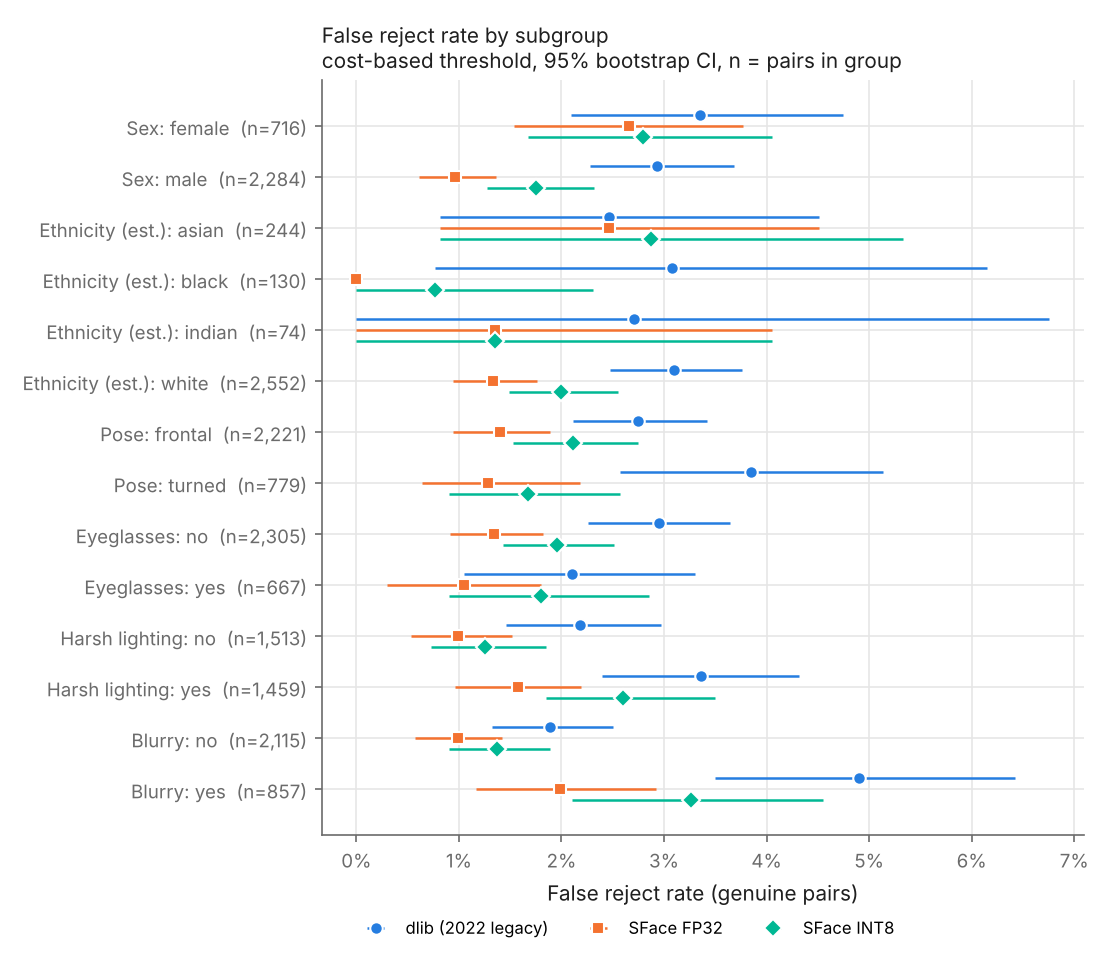 False reject rate by subgroup
cost-based threshold, 95% bootstrap CI, n = pairs in group
Sex: female (n=716)
Sex: male (n=2,284)
Ethnicity (est.): asian (n=244)
Ethnicity (est.): black (n=130)
Ethnicity (est.): indian (n=74)
Ethnicity (est.): white (n=2,552)
Pose: frontal (n=2,221)
Pose: turned (n=779)
Eyeglasses: no (n=2,305)
Eyeglasses: yes (n=667)
Harsh lighting: no (n=1,513)
Harsh lighting: yes (n=1,459)
Blurry: no (n=2,115)
Blurry: yes (n=857)
0% 1% 2% 3% 4% 5% 6% 7%
False reject rate (genuine pairs)
dlib (2022 legacy) SFace FP32 SFace INT8